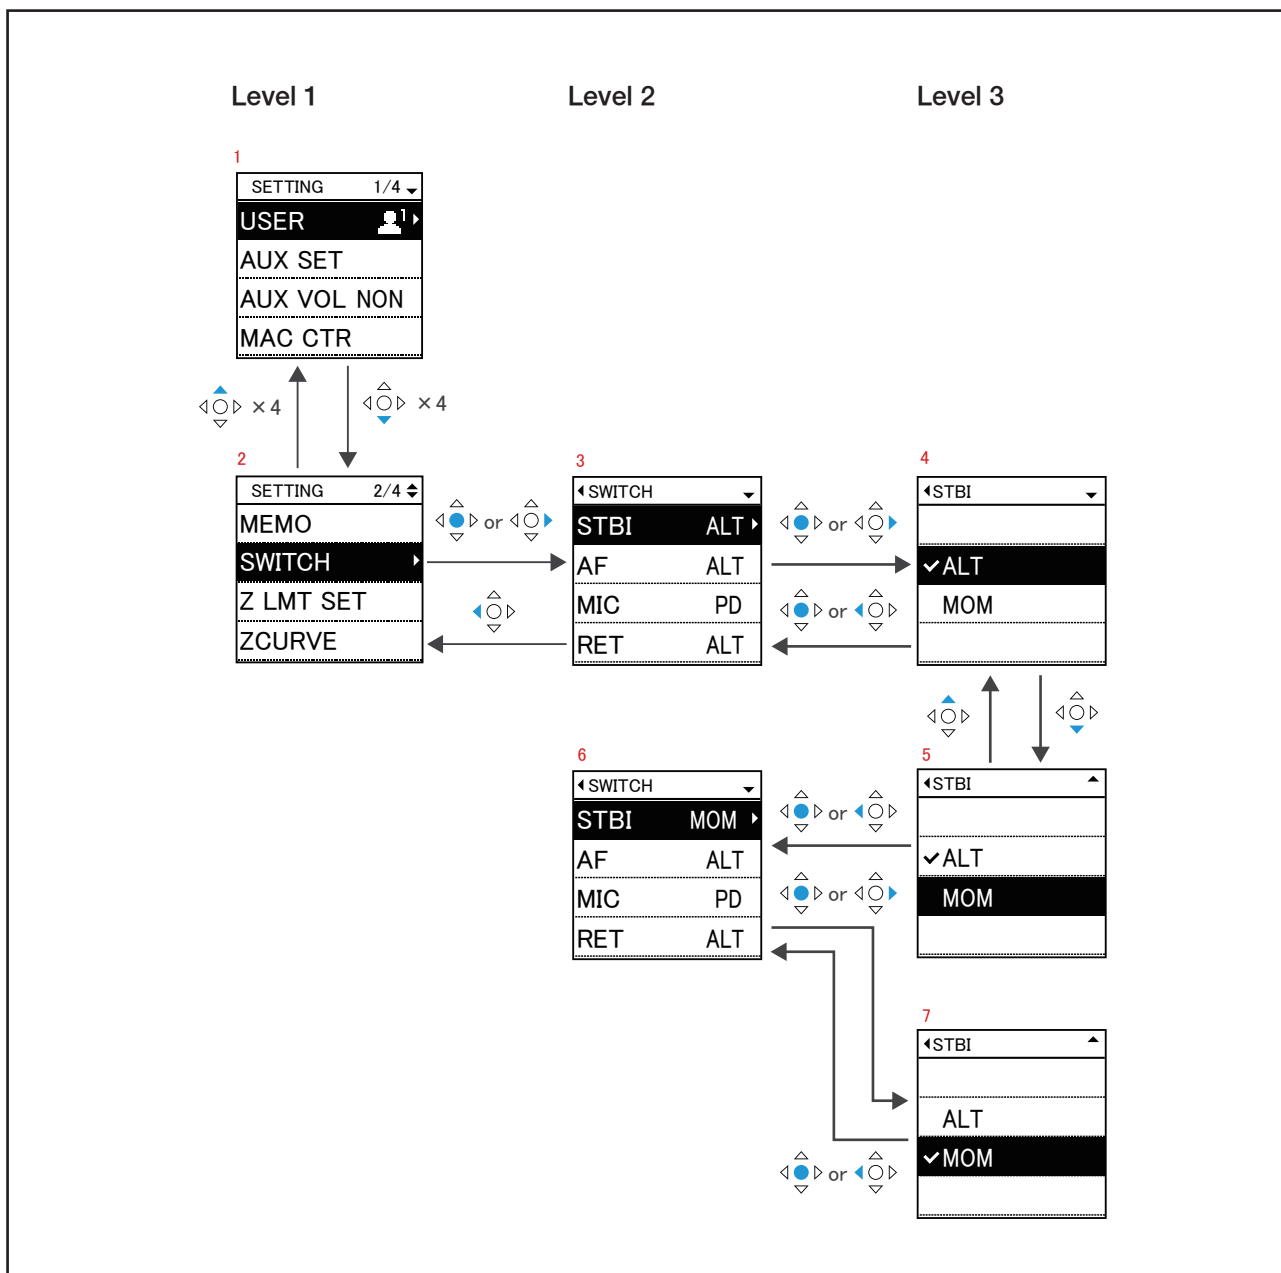 Level 1
Level 2
Level 3
1
SETTING 1/4
USER 1
AUX SET
AUX VOL NON
MAC CTR
×4
×4
2
SETTING 2/4
MEMO
SWITCH
Z LMT SET
ZCURVE
or
3
SWITCH
STBI ALT
AF ALT
MIC PD
RET ALT
or
or
4
STBI
ALT
MOM
5
STBI
ALT
MOM
6
SWITCH
STBI MOM
AF ALT
MIC PD
RET ALT
or
or
7
STBI
ALT
MOM
or